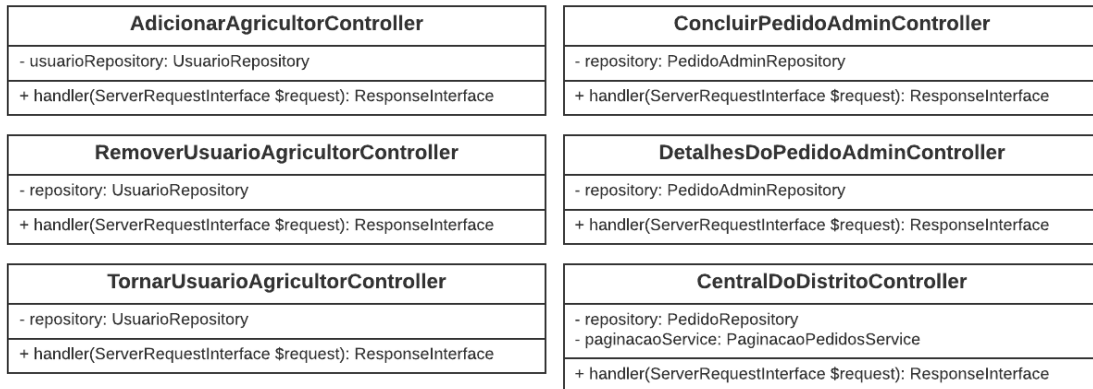 AdicionarAgricultorController
- usuarioRepository: UsuarioRepository
+ handler(ServerRequestInterface $request): ResponseInterface
RemoverUsuarioAgricultorController
- repository: UsuarioRepository
+ handler(ServerRequestInterface $request): ResponseInterface
TornarUsuarioAgricultorController
- repository: UsuarioRepository
+ handler(ServerRequestInterface $request): ResponseInterface
ConcluirPedidoAdminController
- repository: PedidoAdminRepository
+ handler(ServerRequestInterface $request): ResponseInterface
DetalhesDoPedidoAdminController
- repository: PedidoAdminRepository
+ handler(ServerRequestInterface $request): ResponseInterface
CentralDoDistritoController
- repository: PedidoRepository
- paginacaoService: PaginacaoPedidosService
+ handler(ServerRequestInterface $request): ResponseInterface